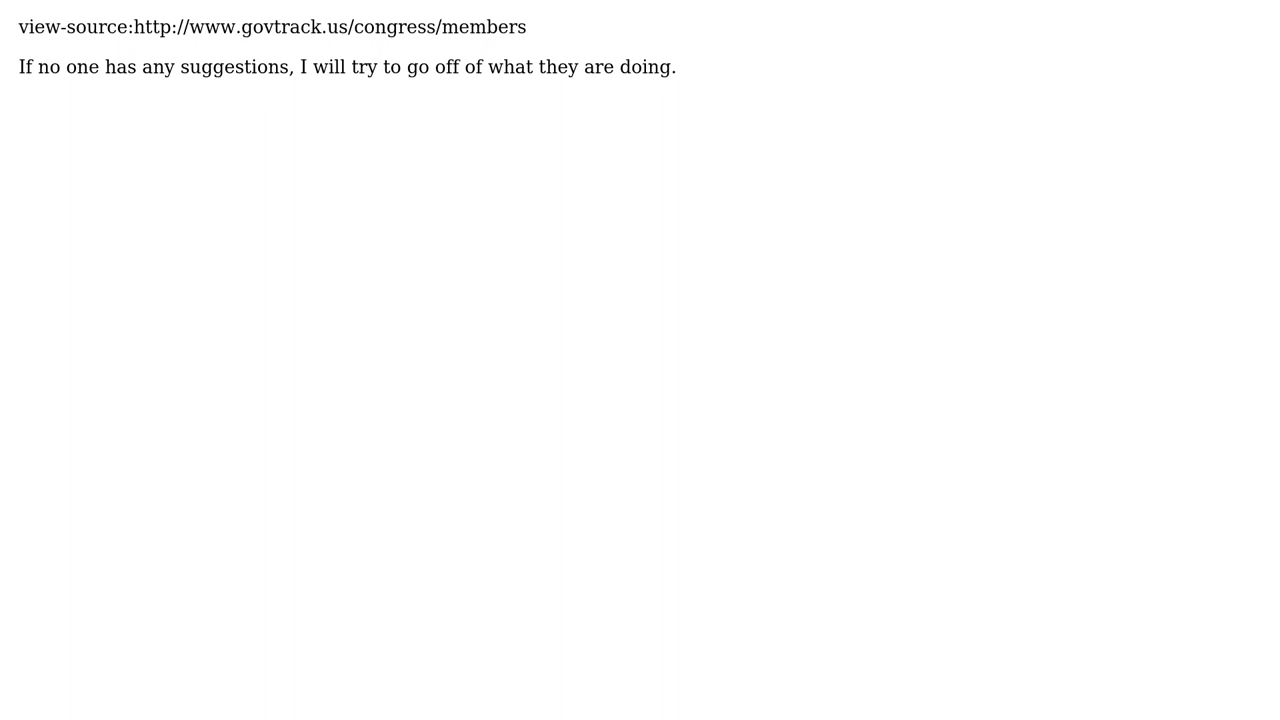 view-source:http://www.govtrack.us/congress/members
If no one has any suggestions, I will try to go off of what they are doing.